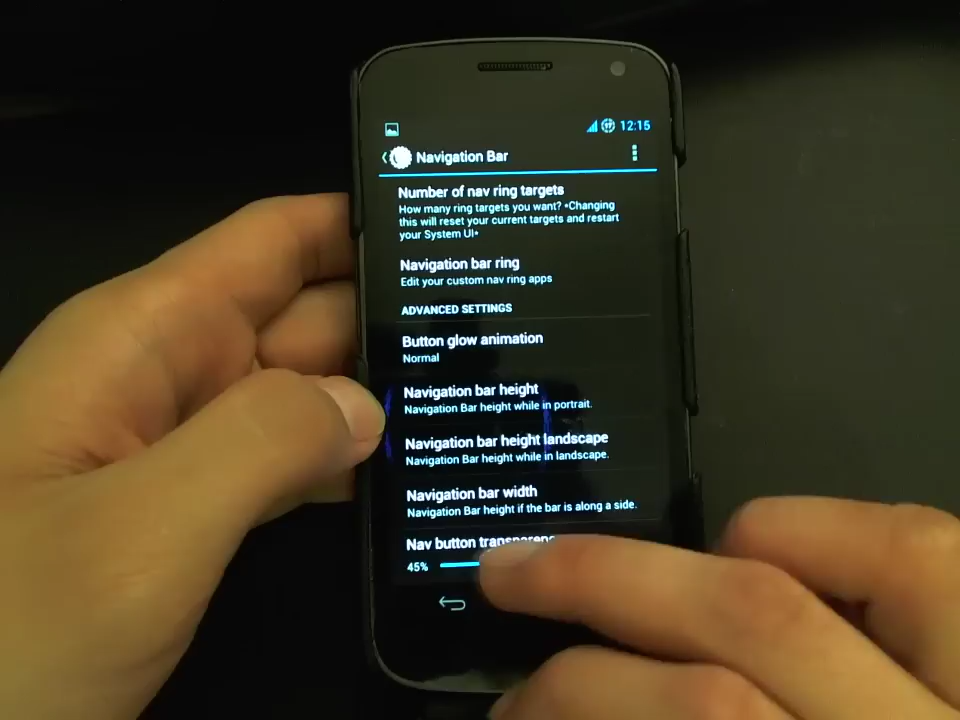 12:15
Navigation Bar
Number of nav ring targets
How many ring targets you want? *Changing
this will reset your current targets and restart
your System UI*
Navigation bar ring
Edit your custom nav ring apps
ADVANCED SETTINGS
Button glow animation
Normal
Navigation bar height
Navigation Bar height while in portrait.
Navigation bar height landscape
Navigation Bar height while in landscape.
Navigation bar width
Navigation Bar height if the bar is along a side.
Nav button
45%